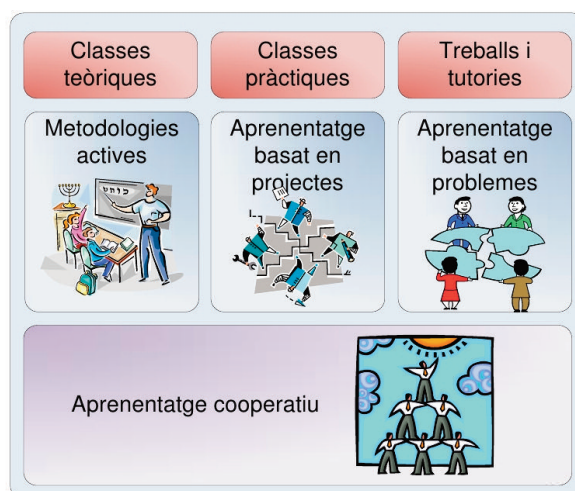 Classes
teòriques
Classes
pràctiques
Treballs i
tutories
Metodologies
actives
Aprenentatge
basat en
projectes
Aprenentatge
basat en
problemes
Aprenentatge cooperatiu